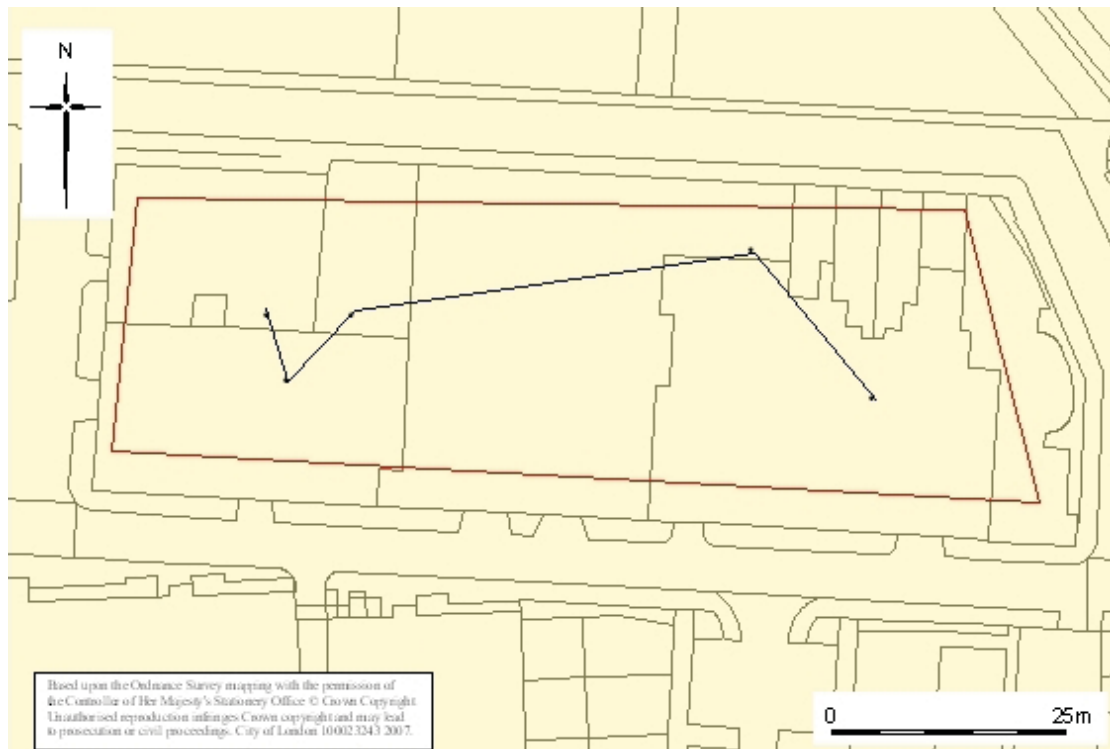 N
Based upon the Ordnance Survey mapping with the permission of
the Controller of Her Majesty's Stationery Office © Crown Copyright
Unauthorised reproduction infringes Crown copyright and may lead
to prosecution or civil proceedings. City of London 100023243 2007.
0 25m